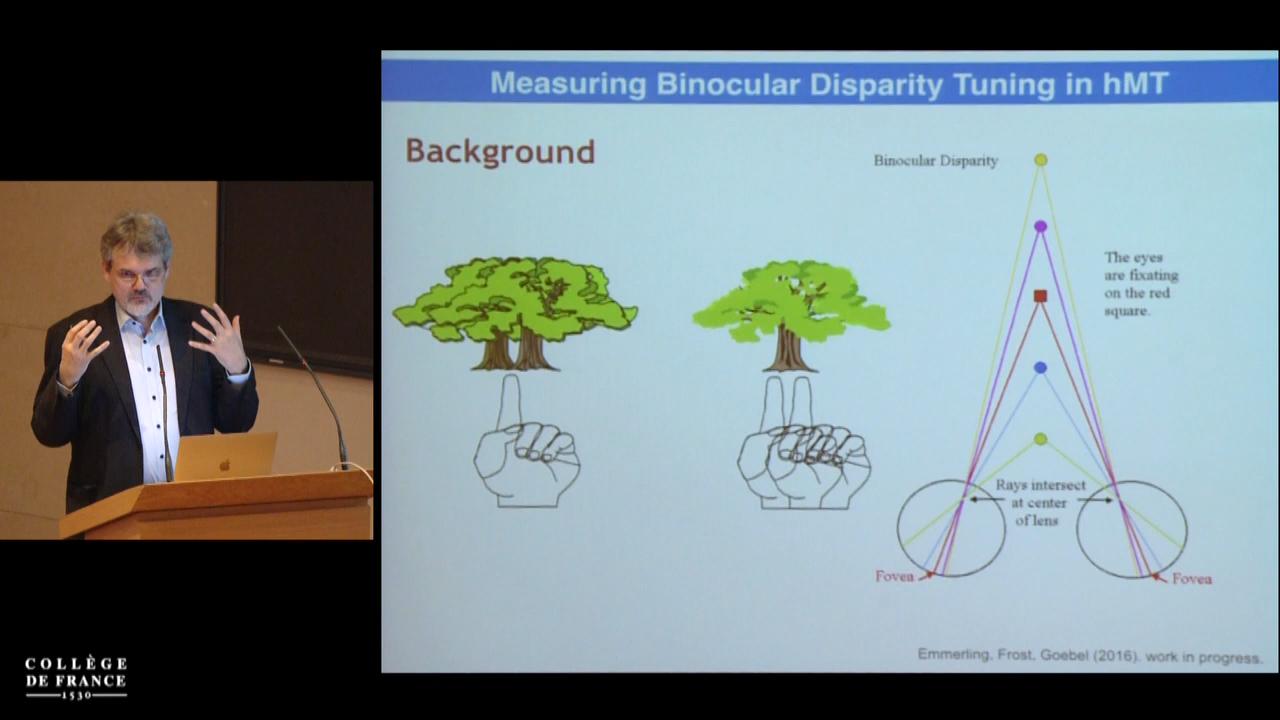 Measuring Binocular Disparity Tuning in hMT
Background
Binocular Disparity
The eyes
are fixating
on the red
square.
Rays intersect
at center
of lens
Fovea
Fovea
Emmerling, Frost, Goebel (2016). work in progress.
COLLÈGE
DE FRANCE
1530